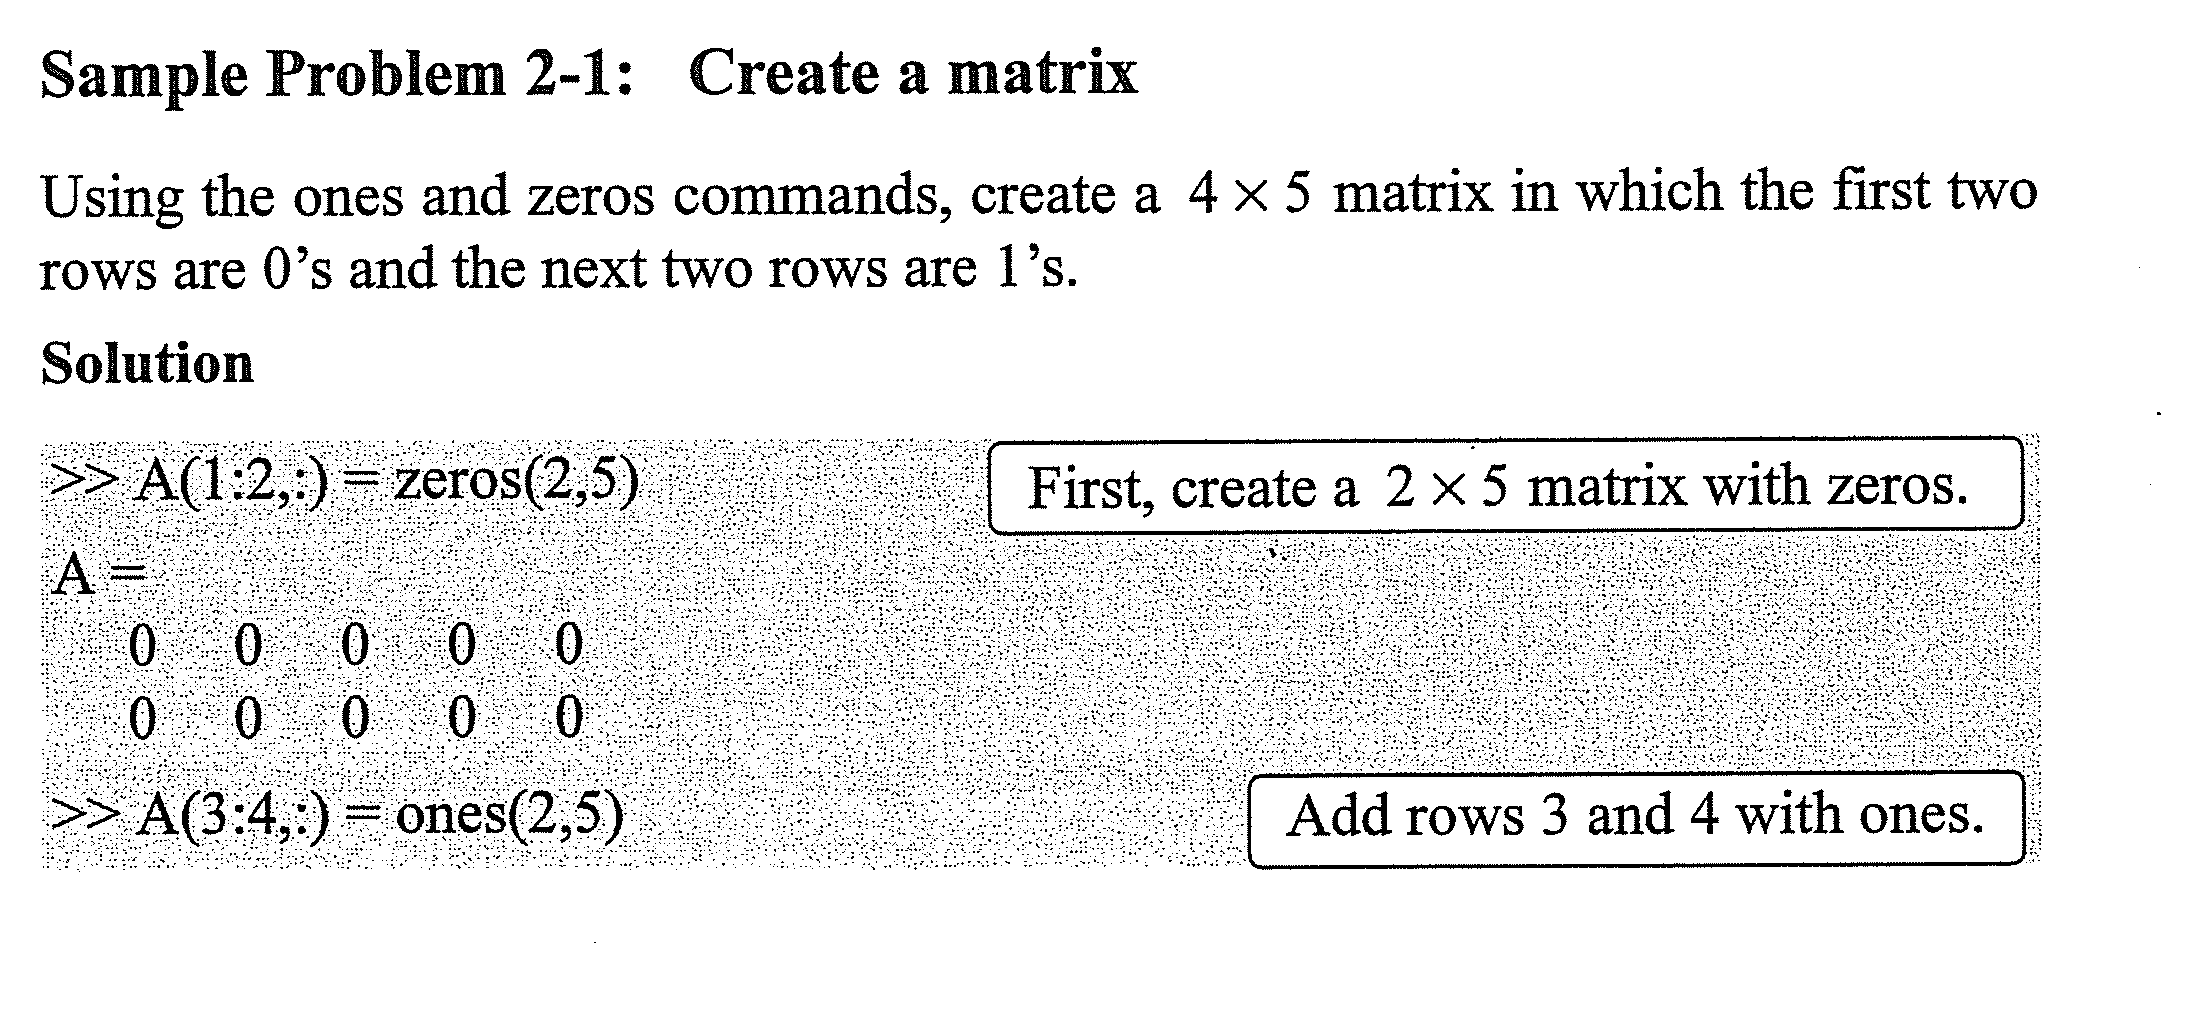 Sample Problem 2-1: Create a matrix
Using the ones and zeros commands, create a 4 × 5 matrix in which the first two
rows are 0’s and the next two rows are 1’s.
Solution
>> A(1:2,:) = zeros(2,5)
First, create a 2 × 5 matrix with zeros.
A =
0 0 0 0 0
0 0 0 0 0
>> A(3:4,:) = ones(2,5)
Add rows 3 and 4 with ones.